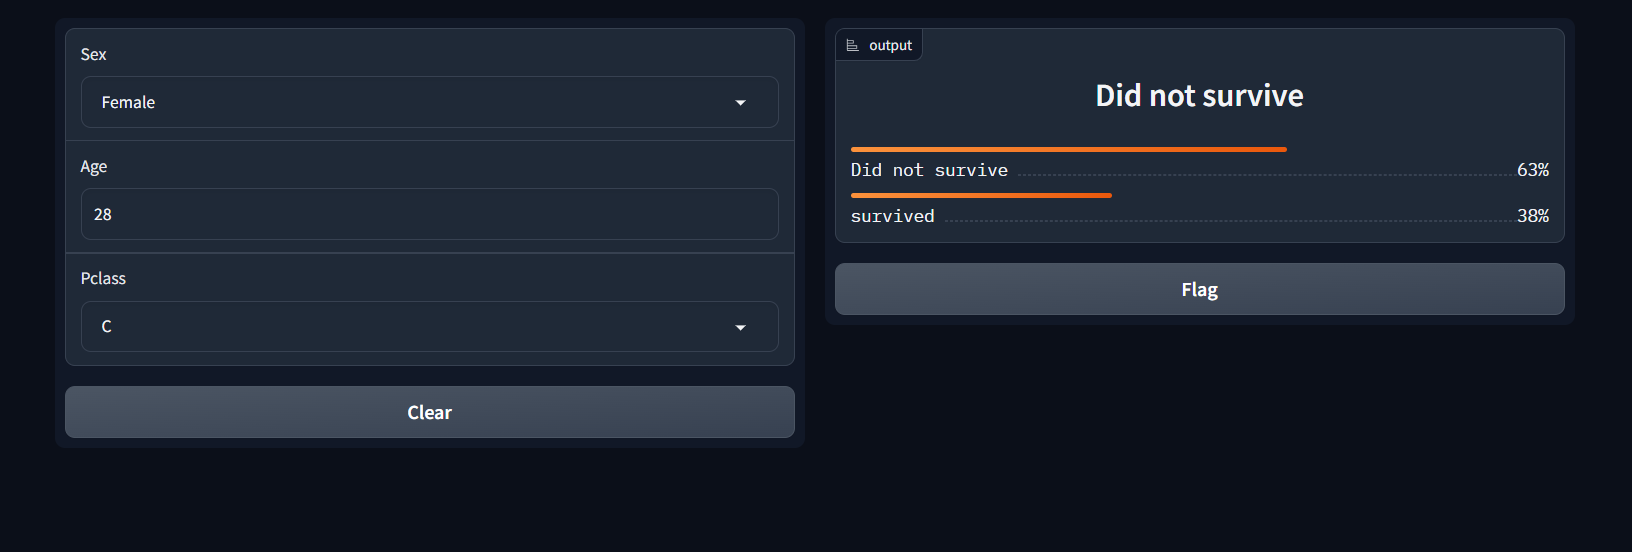 Sex
Female
Age
28
Pclass
C
Clear
output
Did not survive
Did not survive 63%
survived 38%
Flag